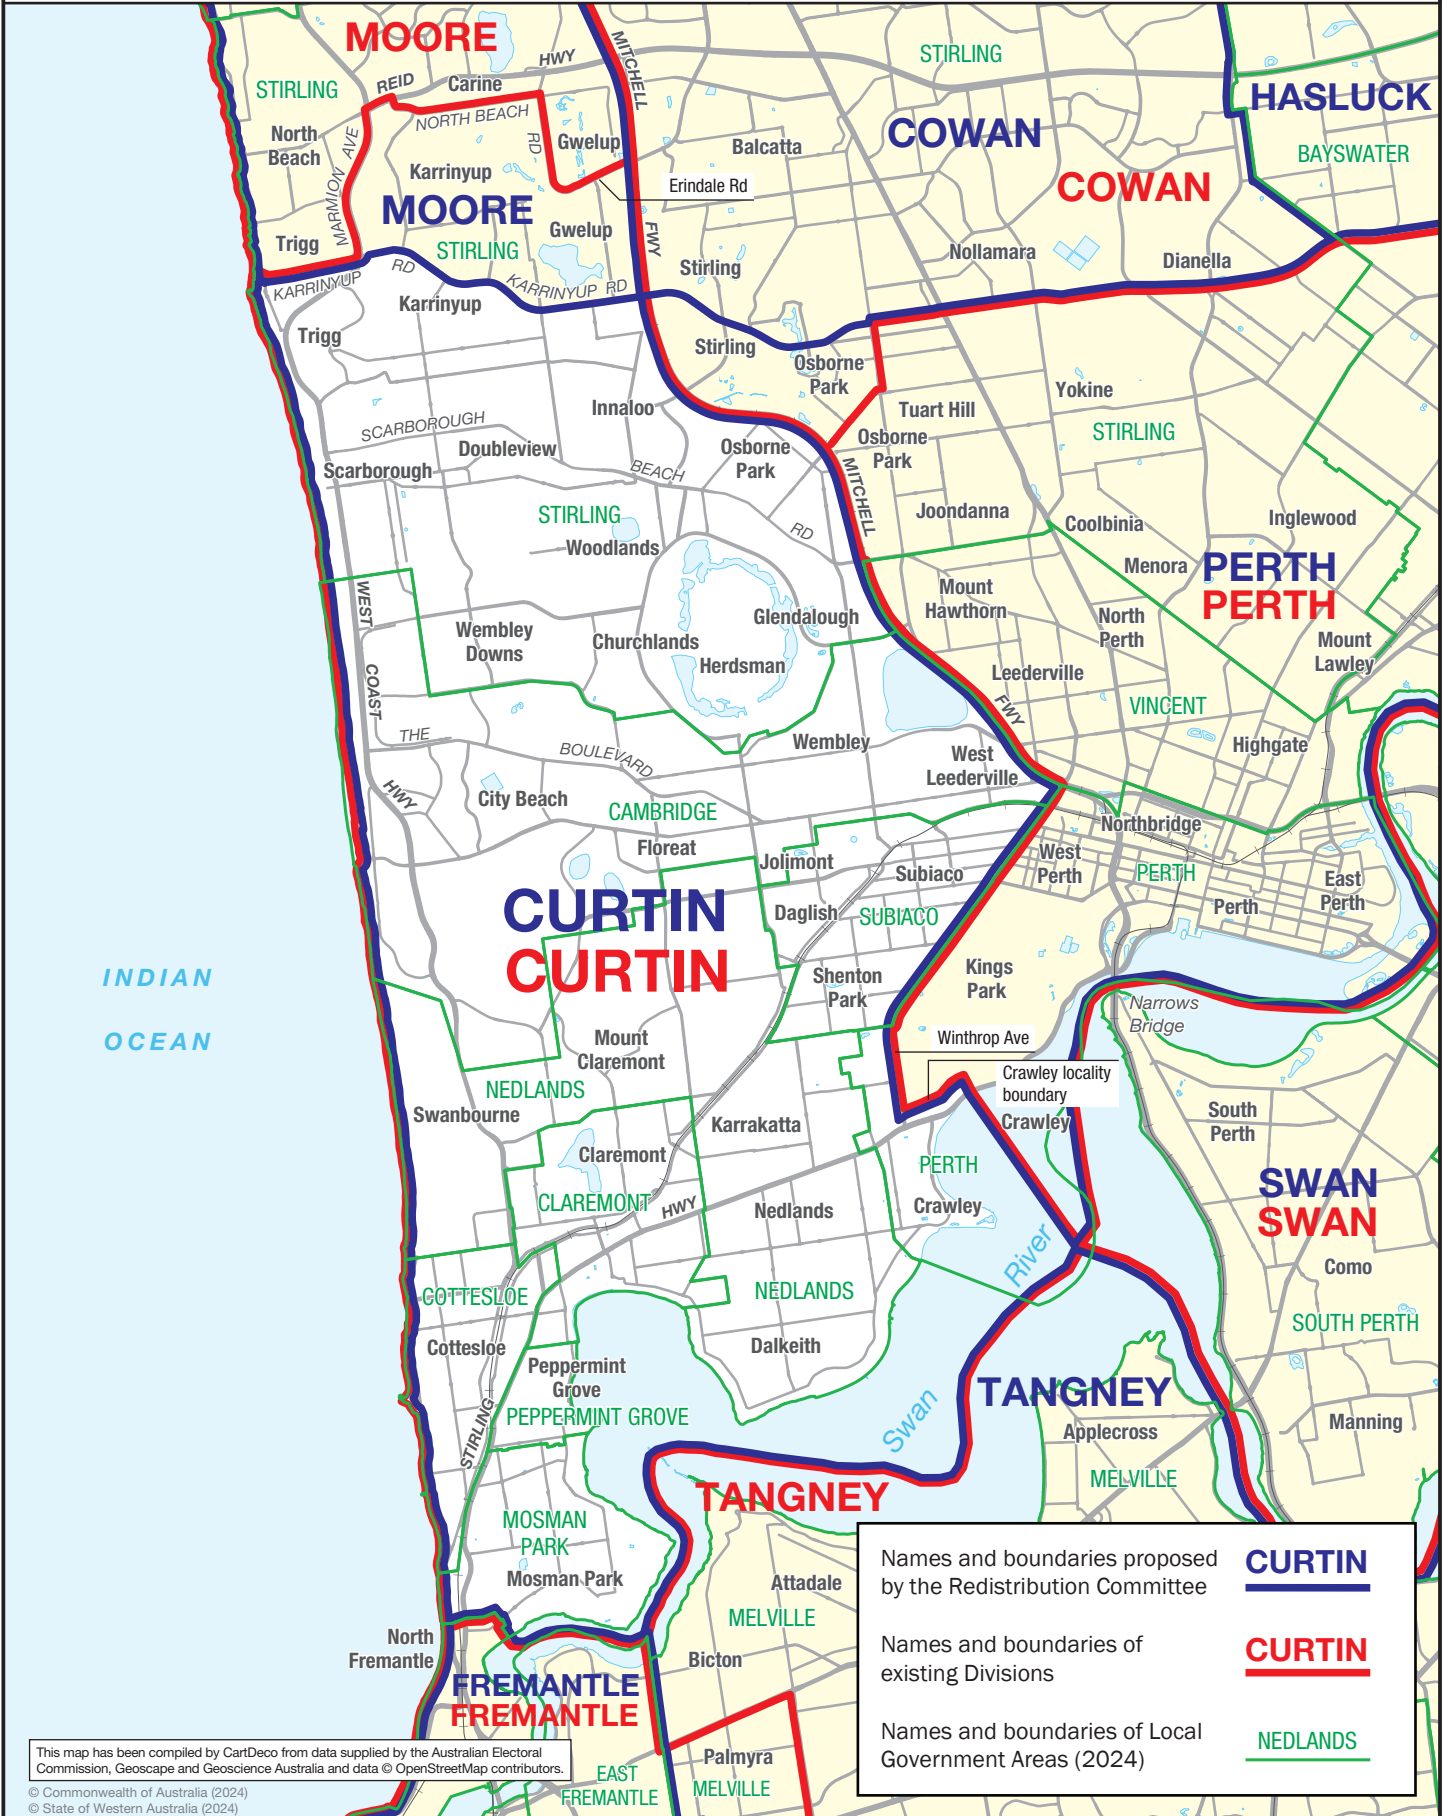 MOORE
STIRLING
REID
Carine
HWY
MITCHELL
STIRLING
HASLUCK
NORTH BEACH
RD
North
Beach
MARMION AVE
Gwelup
Balcatta
COWAN
BAYSWATER
Karrinyup
Erindale Rd
COWAN
MOORE
Trigg
STIRLING
Gwelup
FWY
Nollamara
Dianella
Stirling
KARRINYUP
RD
KARRINYUP RD
Karrinyup
Trigg
Stirling
Osborne
Park
Yokine
Innaloo
Tuart Hill
SCARBOROUGH
Doubleview
Osborne
Park
Osborne
Park
STIRLING
Scarborough
BEACH
MITCHELL
RD
STIRLING
Joondanna
Coolbinia
Inglewood
Woodlands
Menora
PERTH
PERTH
WEST
Mount
Hawthorn
North
Perth
Glendalough
Wembley
Downs
Churchlands
Herdsman
Mount
Lawley
COAST
Leederville
FWY
VINCENT
THE
BOULEVARD
Wembley
West
Leederville
Highgate
HWY
City Beach
CAMBRIDGE
Northbridge
Floreat
Jolimont
West
Perth
PERTH
Subiaco
East
Perth
CURTIN
CURTIN
Daglish
SUBIACO
Perth
INDIAN
OCEAN
Shenton
Park
Kings
Park
Narrows
Bridge
Winthrop Ave
Mount
Claremont
Crawley locality
boundary
NEDLANDS
Swanbourne
Karrakatta
Crawley
South
Perth
Claremont
PERTH
SWAN
SWAN
CLAREMONT
HWY
Nedlands
Crawley
River
Como
COTTESLOE
NEDLANDS
SOUTH PERTH
Cottesloe
Dalkeith
Peppermint
Grove
TANGNEY
Swan
PEPPERMINT GROVE
STIRLING
Applecross
Manning
MELVILLE
TANGNEY
MOSMAN
PARK
Mosman Park
Attadale
MELVILLE
North
Fremantle
Bicton
FREMANTLE
FREMANTLE
Palmyra
MELVILLE
EAST
FREMANTLE
Names and boundaries proposed
by the Redistribution Committee
CURTIN
Names and boundaries of
existing Divisions
CURTIN
Names and boundaries of Local
Government Areas (2024)
NEDLANDS
This map has been compiled by CartDeco from data supplied by the Australian Electoral
Commission, Geoscape and Geoscience Australia and data © OpenStreetMap contributors.
© Commonwealth of Australia (2024)
© State of Western Australia (2024)